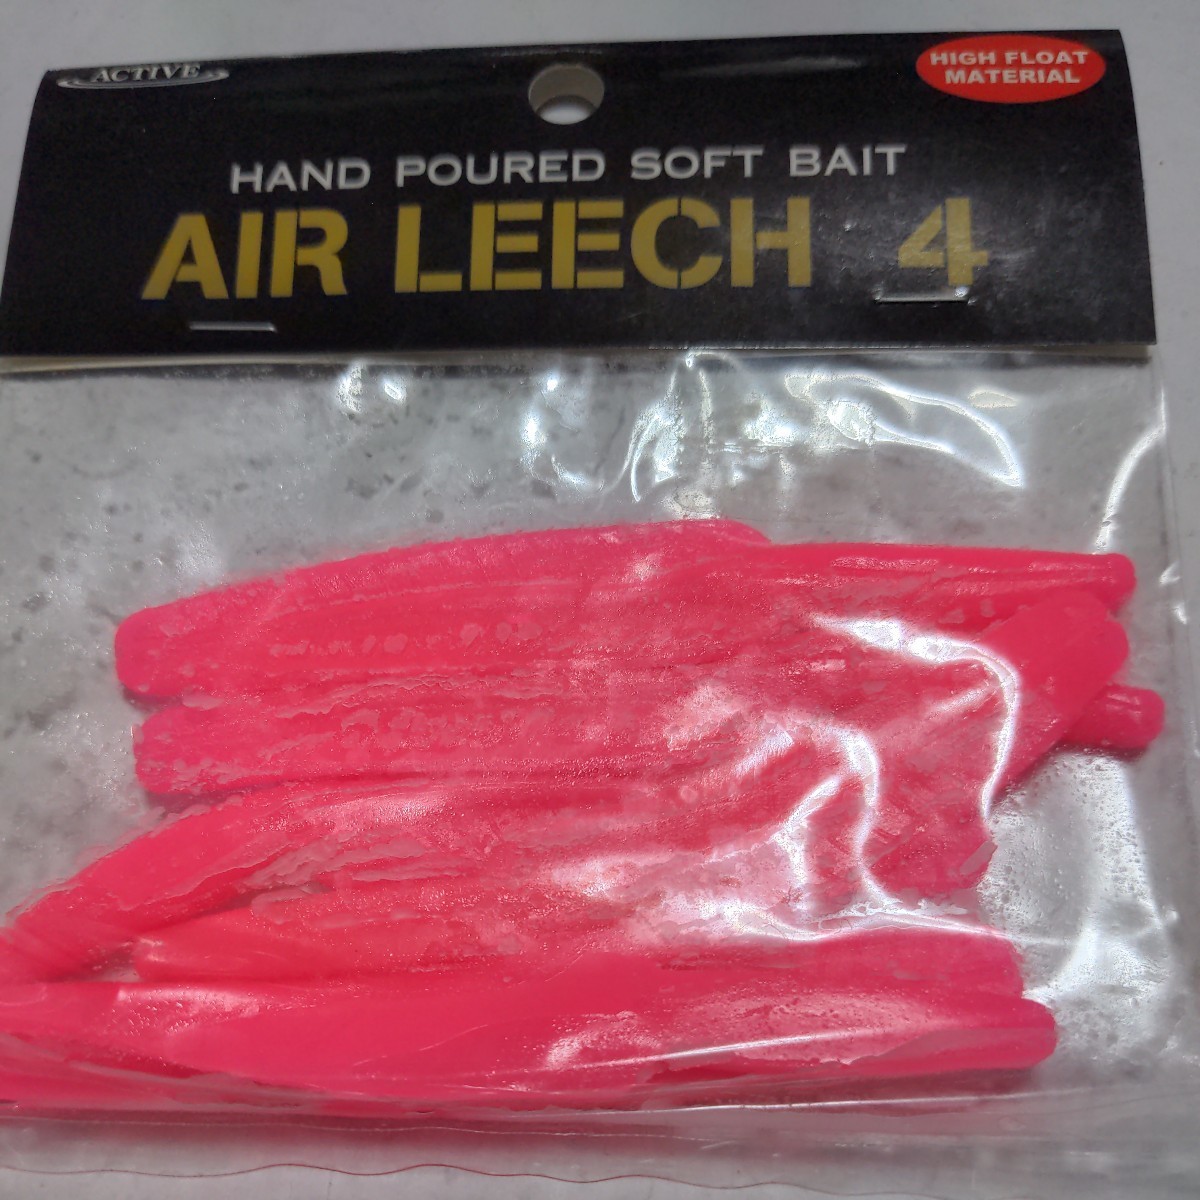 ACTIVE
HIGH FLOAT
MATERIAL
HAND POURED SOFT BAIT
AIR LEECH 4